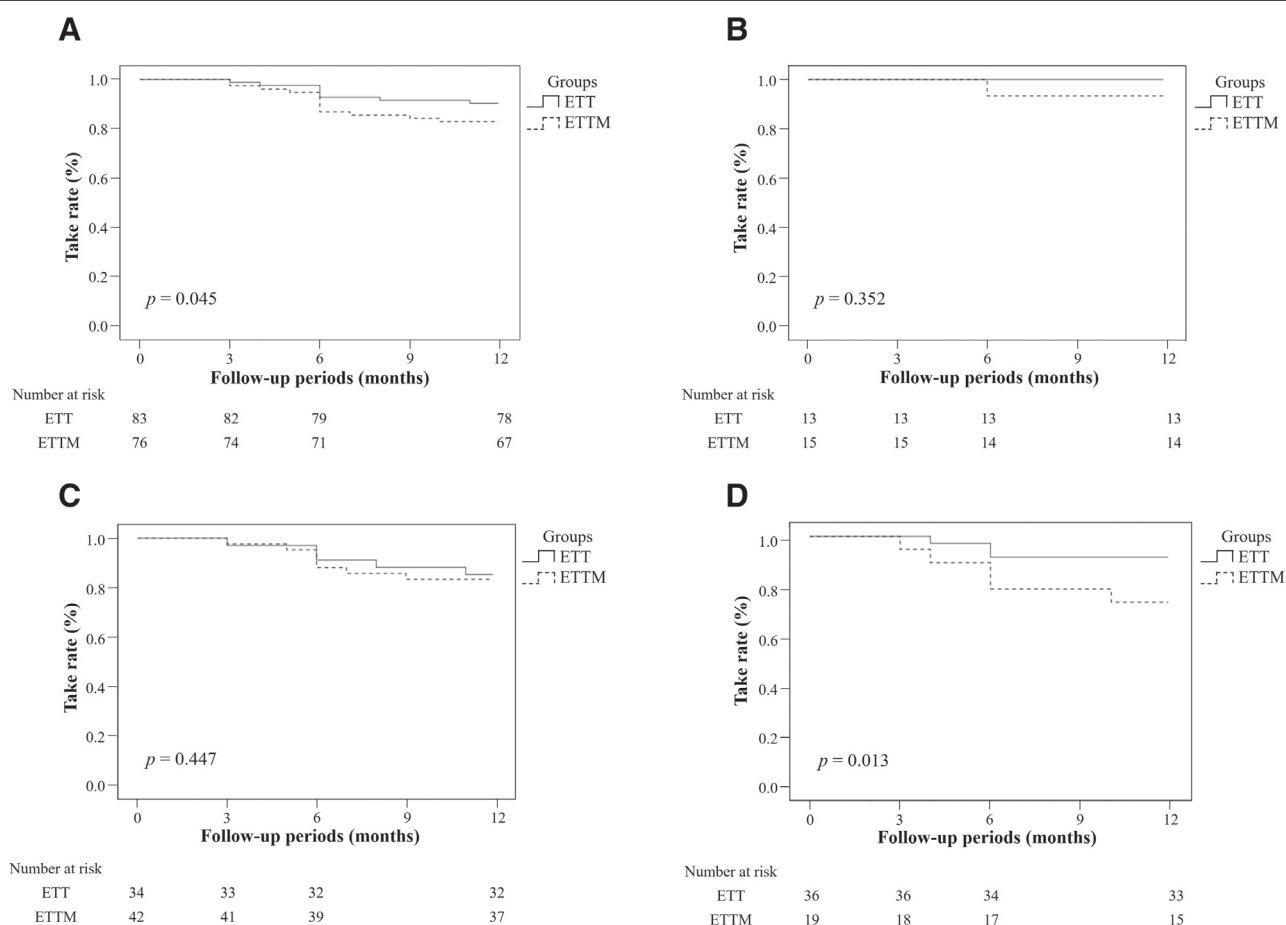 A
Groups
ETT
ETTM
Take rate (%)
1.0
0.8
0.6
0.4
0.2
0.0
p = 0.045
0 3 6 9 12
Follow-up periods (months)
Number at risk
ETT 83 82 79 78
ETTM 76 74 71 67
B
Groups
ETT
ETTM
Take rate (%)
1.0
0.8
0.6
0.4
0.2
0.0
p = 0.352
0 3 6 9 12
Follow-up periods (months)
Number at risk
ETT 13 13 13 13
ETTM 15 15 14 14
C
Groups
ETT
ETTM
Take rate (%)
1.0
0.8
0.6
0.4
0.2
0.0
p = 0.447
0 3 6 9 12
Follow-up periods (months)
Number at risk
ETT 34 33 32 32
ETTM 42 41 39 37
D
Groups
ETT
ETTM
Take rate (%)
1.0
0.8
0.6
0.4
0.2
0.0
p = 0.013
0 3 6 9 12
Follow-up periods (months)
Number at risk
ETT 36 36 34 33
ETTM 19 18 17 15